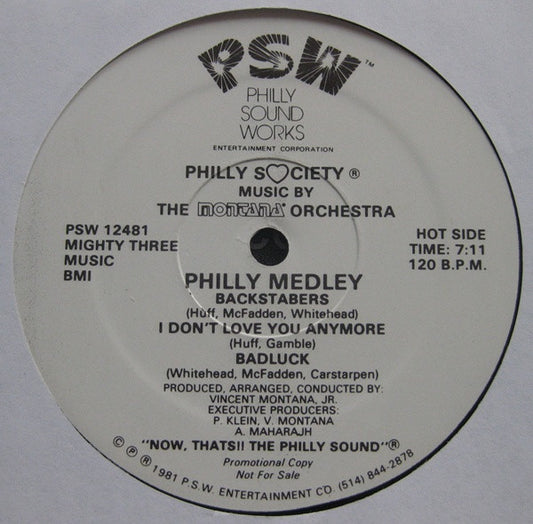 PSW™
PHILLY
SOUND
WORKS
ENTERTAINMENT CORPORATION
PHILLY S♡CIETY ®
MUSIC BY
THE MONTANA® ORCHESTRA
PSW 12481
MIGHTY THREE
MUSIC
BMI
HOT SIDE
TIME: 7:11
120 B.P.M.
PHILLY MEDLEY
BACKSTABERS
(Huff, McFadden, Whitehead)
I DON'T LOVE YOU ANYMORE
(Huff, Gamble)
BADLUCK
(Whitehead, McFadden, Carstarpen)
PRODUCED, ARRANGED, CONDUCTED BY:
VINCENT MONTANA, JR.
EXECUTIVE PRODUCERS:
P. KLEIN, V. MONTANA
A. MAHARAJH
"NOW, THATS!! THE PHILLY SOUND"®
Promotional Copy
Not For Sale
© ℗ ® 1981 P.S.W. ENTERTAINMENT CO. (514) 844-2878